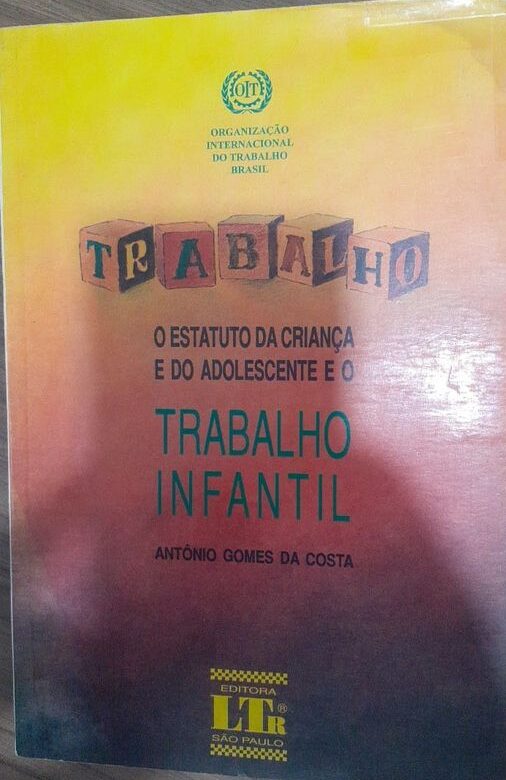 OIT
ORGANIZAÇÃO
INTERNACIONAL
DO TRABALHO
BRASIL
TRABALHO
O ESTATUTO DA CRIANÇA
E DO ADOLESCENTE E O
TRABALHO
INFANTIL
ANTÔNIO GOMES DA COSTA
EDITORA
LTR®
SÃO PAULO